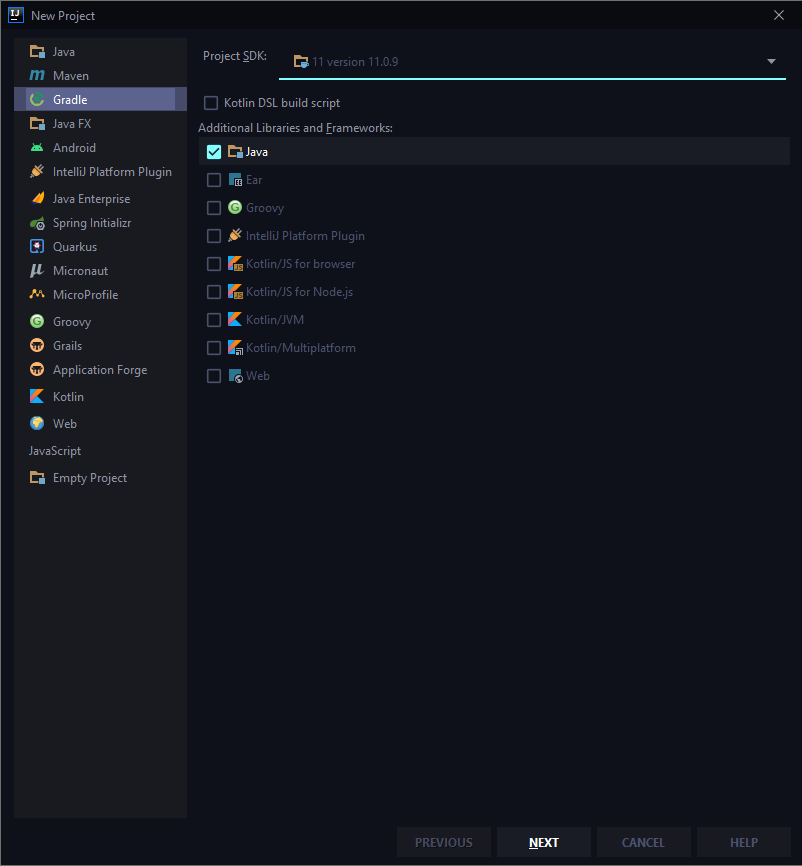 New Project
Java
Maven
Gradle
Java FX
Android
IntelliJ Platform Plugin
Java Enterprise
Spring Initializr
Quarkus
Micronaut
MicroProfile
Groovy
Grails
Application Forge
Kotlin
Web
JavaScript
Empty Project
Project SDK:
11 version 11.0.9
Kotlin DSL build script
Additional Libraries and Frameworks:
Java
Ear
Groovy
IntelliJ Platform Plugin
Kotlin/JS for browser
Kotlin/JS for Node.js
Kotlin/JVM
Kotlin/Multiplatform
Web
PREVIOUS
NEXT
CANCEL
HELP